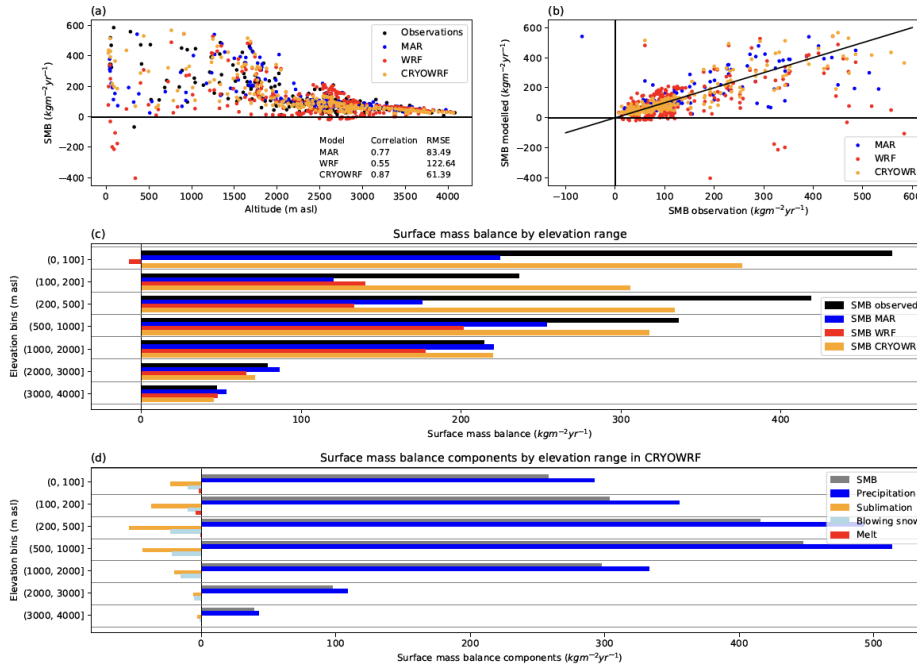 (a)
600
400
200
0
−200
−400
SMB (kgm⁻²yr⁻¹)
Observations
MAR
WRF
CRYOWRF
Model Correlation RMSE
MAR 0.77 83.49
WRF 0.55 122.64
CRYOWRF 0.87 61.39
0 500 1000 1500 2000 2500 3000 3500 4000
Altitude (m asl)
(b)
600
400
200
0
−200
−400
SMB modelled (kgm⁻²yr⁻¹)
MAR
WRF
CRYOWRF
−100 0 100 200 300 400 500 600
SMB observation (kgm⁻²yr⁻¹)
(c) Surface mass balance by elevation range
Elevation bins (m asl)
(0, 100]
(100, 200]
(200, 500]
(500, 1000]
(1000, 2000]
(2000, 3000]
(3000, 4000]
SMB observed
SMB MAR
SMB WRF
SMB CRYOWRF
0 100 200 300 400
Surface mass balance (kgm⁻²yr⁻¹)
(d) Surface mass balance components by elevation range in CRYOWRF
Elevation bins (m asl)
(0, 100]
(100, 200]
(200, 500]
(500, 1000]
(1000, 2000]
(2000, 3000]
(3000, 4000]
SMB
Precipitation
Sublimation
Blowing snow
Melt
0 100 200 300 400 500
Surface mass balance components (kgm⁻²yr⁻¹)